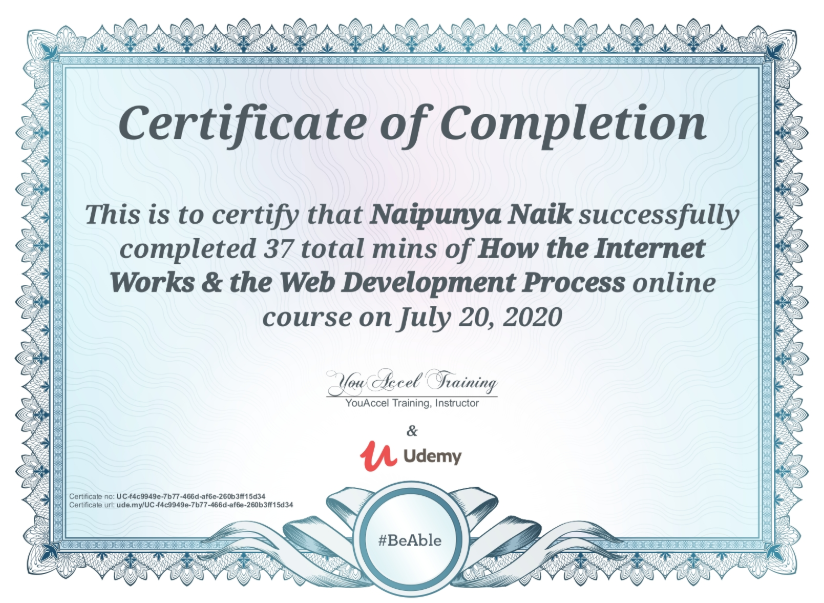 Certificate of Completion
This is to certify that Naipunya Naik successfully
completed 37 total mins of How the Internet
Works & the Web Development Process online
course on July 20, 2020
You Accel Training
YouAccel Training, Instructor
&
Udemy
Certificate no: UC-f4c9949e-7b77-466d-af6e-260b3ff15d34
Certificate url: ude.my/UC-f4c9949e-7b77-466d-af6e-260b3ff15d34
#BeAble